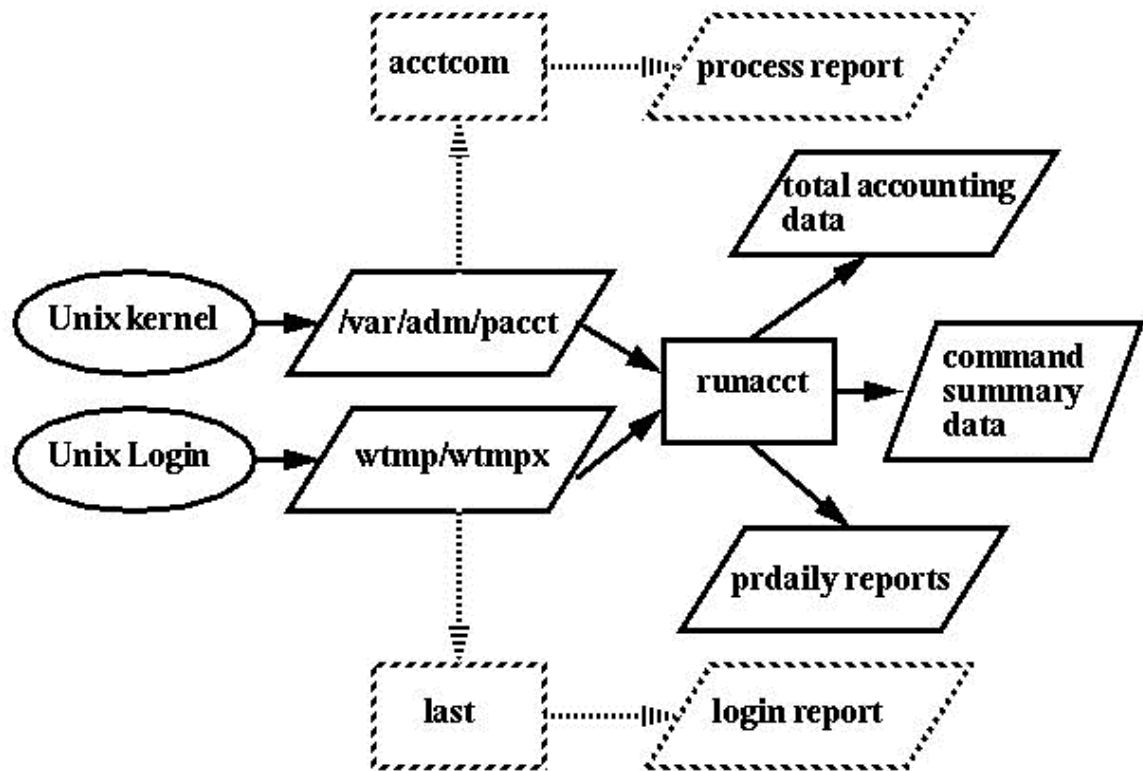 acctcom
process report
total accounting
data
Unix kernel
/var/adm/pacct
runacct
command
summary
data
Unix Login
wtmp/wtmpx
prdaily reports
last
login report